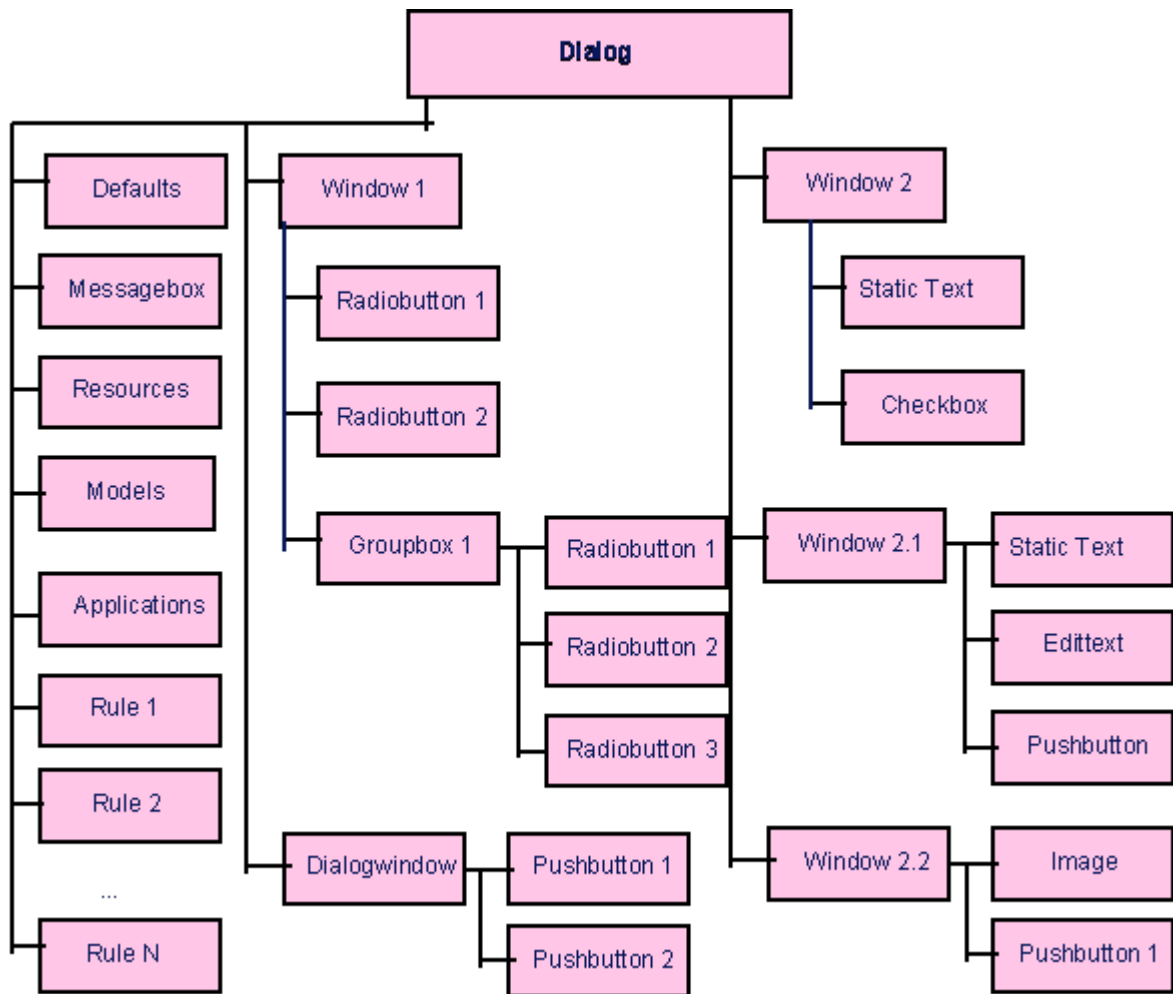 Dialog
Defaults
Messagebox
Resources
Models
Applications
Rule 1
Rule 2
...
Rule N
Window 1
Radiobutton 1
Radiobutton 2
Groupbox 1
Radiobutton 1
Radiobutton 2
Radiobutton 3
Dialogwindow
Pushbutton 1
Pushbutton 2
Window 2
Static Text
Checkbox
Window 2.1
Static Text
Edittext
Pushbutton
Window 2.2
Image
Pushbutton 1